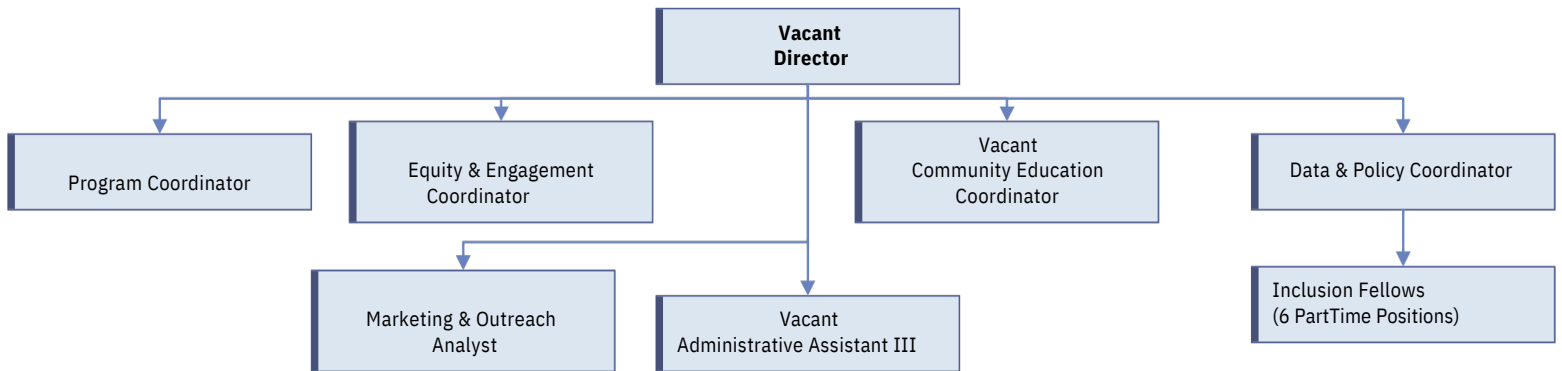 Vacant
Director
Program Coordinator
Equity & Engagement
Coordinator
Vacant
Community Education
Coordinator
Data & Policy Coordinator
Marketing & Outreach
Analyst
Vacant
Administrative Assistant III
Inclusion Fellows
(6 PartTime Positions)